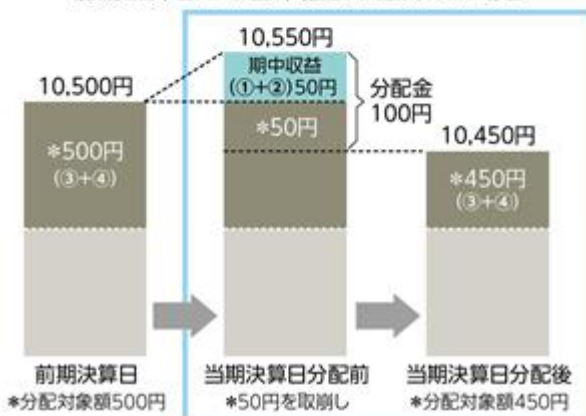 10,550円
期中収益
(①+②)50円
10,500円
分配金
100円
*50円
10,450円
*500円
(③+④)
*450円
(③+④)
前期決算日
当期決算日分配前
当期決算日分配後
*分配対象額500円
*50円を取崩し
*分配対象額450円